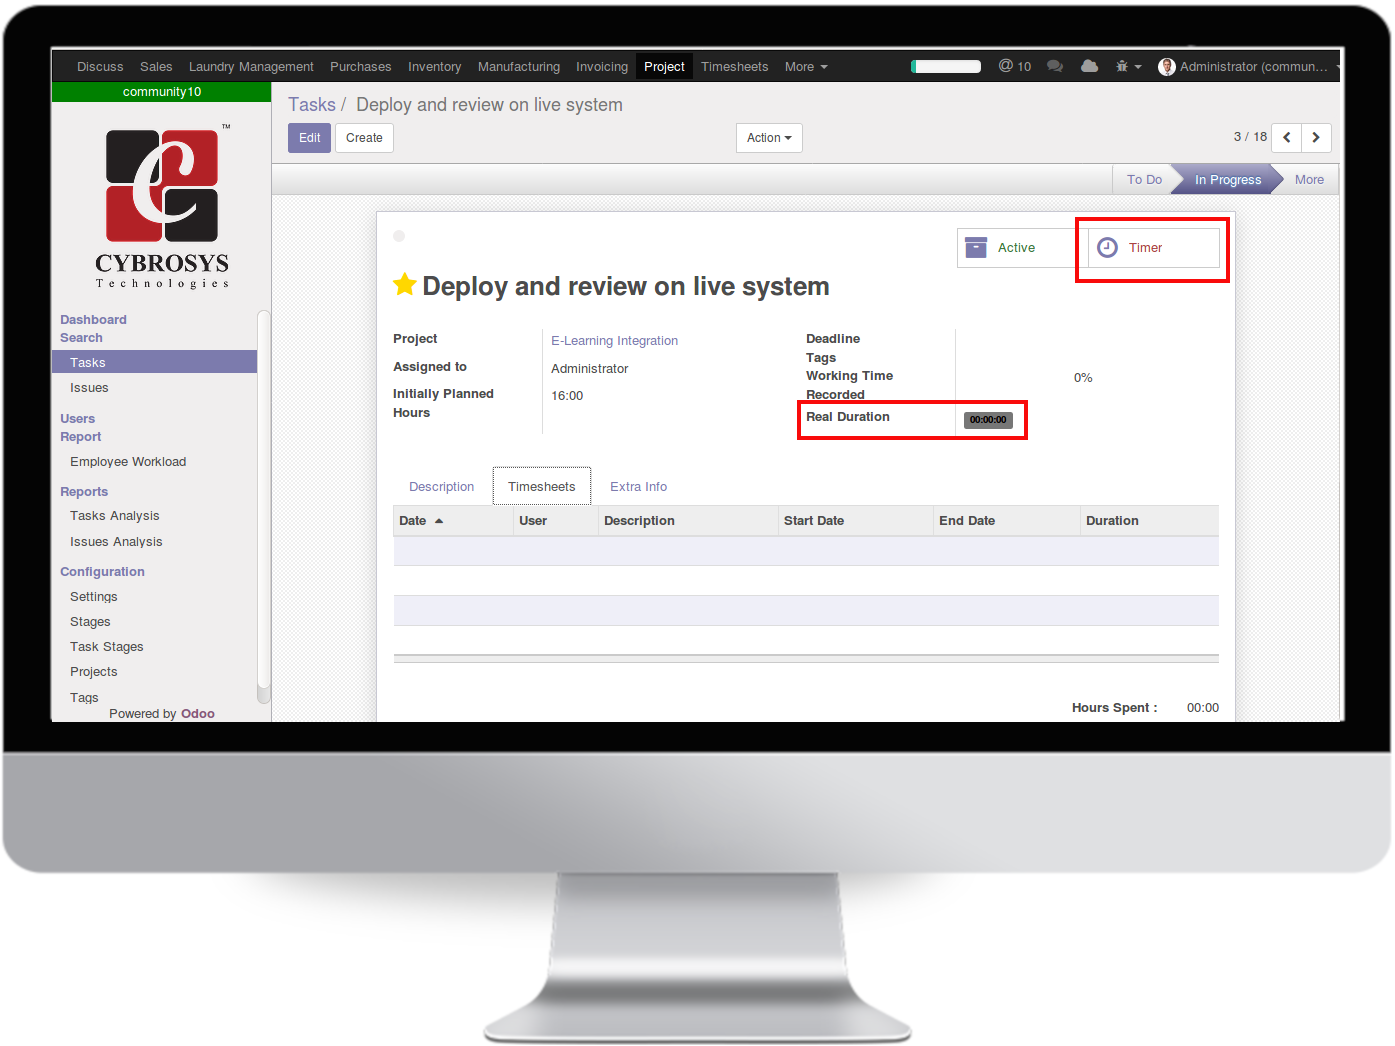 Discuss Sales Laundry Management Purchases Inventory Manufacturing Invoicing Project Timesheets More @ 10 Administrator (commun...
community10
Tasks / Deploy and review on live system
Edit Create Action 3 / 18
To Do In Progress More
TM
C
CYBROSYS
Technologies
Dashboard
Search
Tasks
Issues
Users
Report
Employee Workload
Reports
Tasks Analysis
Issues Analysis
Configuration
Settings
Stages
Task Stages
Projects
Tags
Powered by Odoo
Active Timer
Deploy and review on live system
Project E-Learning Integration
Assigned to Administrator
Initially Planned Hours 16:00
Deadline
Tags
Working Time Recorded 0%
Real Duration 00:00:00
Description Timesheets Extra Info
Date User Description Start Date End Date Duration
Hours Spent : 00:00